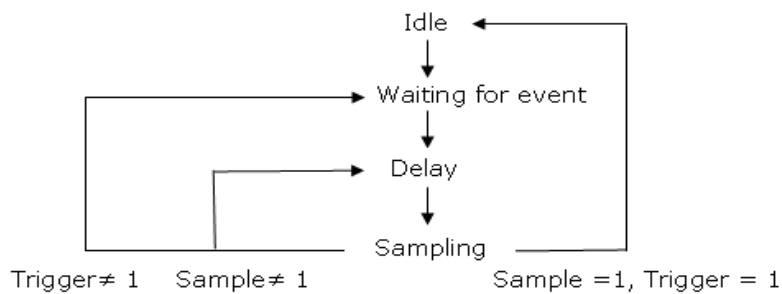 Idle
Waiting for event
Delay
Sampling
Trigger≠ 1 Sample≠ 1 Sample =1, Trigger = 1